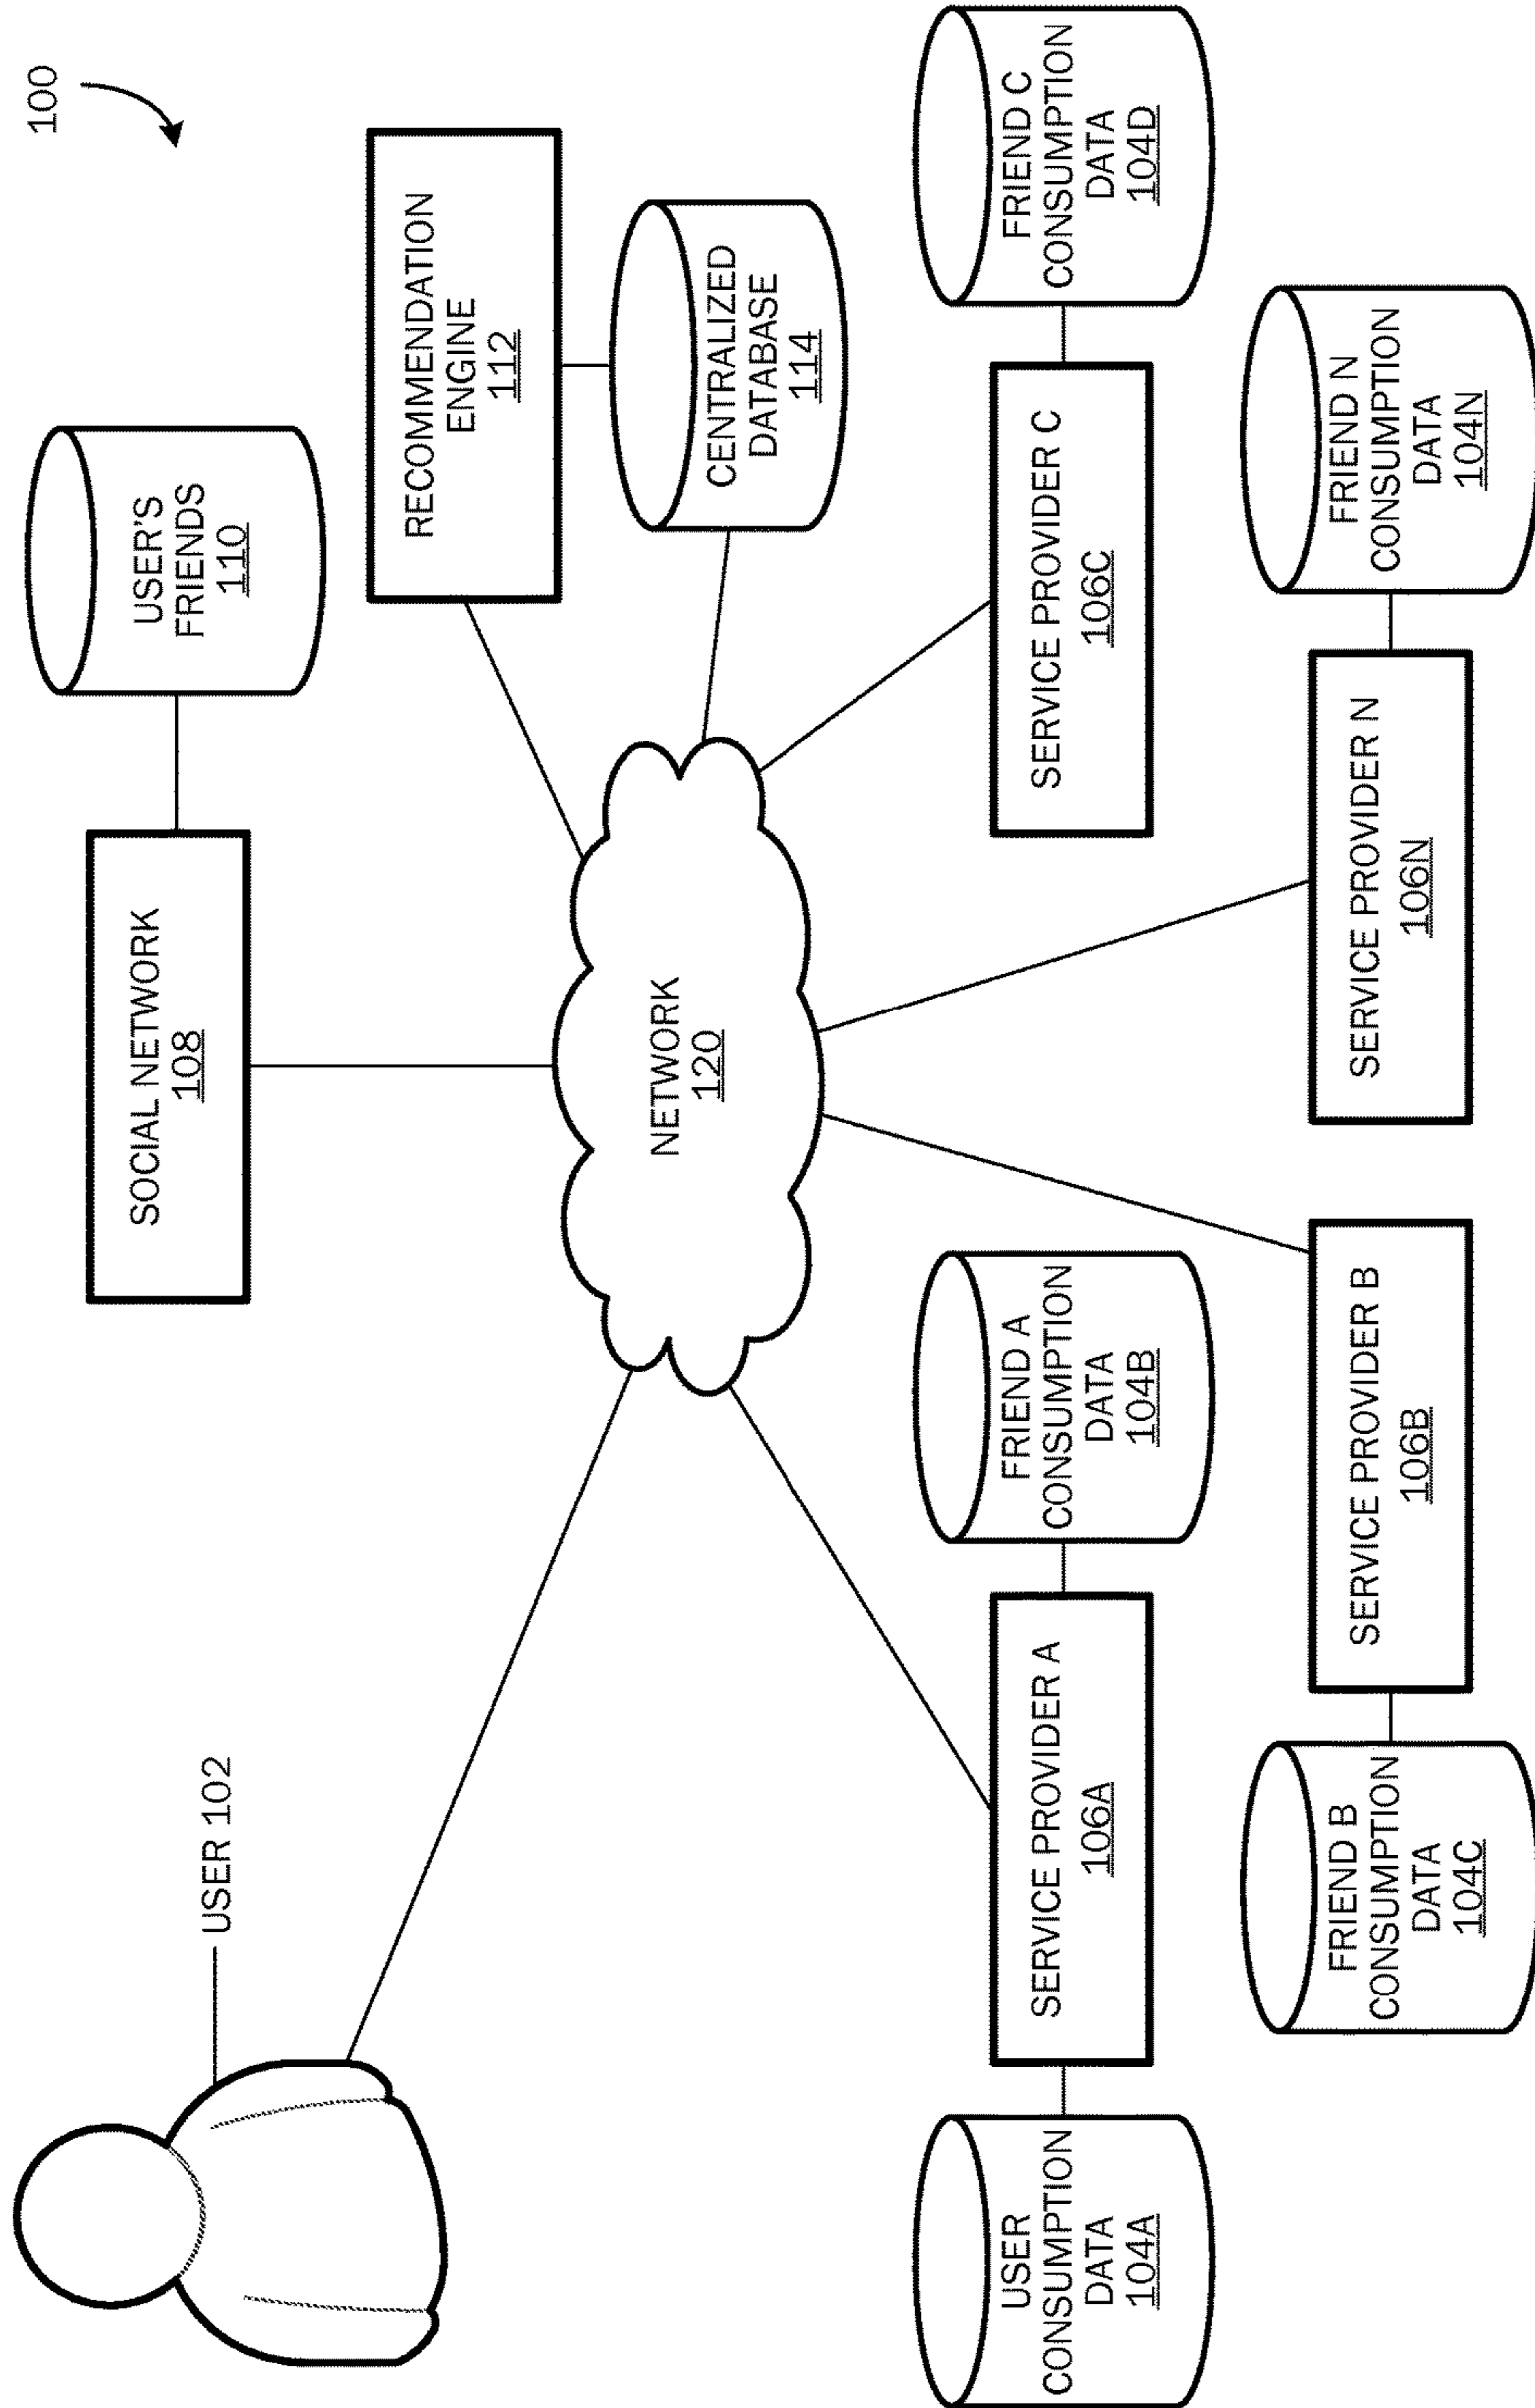 100
USER 102
SOCIAL NETWORK
108
USER'S
FRIENDS
110
RECOMMENDATION
ENGINE
112
CENTRALIZED
DATABASE
114
NETWORK
120
USER
CONSUMPTION
DATA
104A
SERVICE PROVIDER A
106A
FRIEND A
CONSUMPTION
DATA
104B
SERVICE PROVIDER C
106C
FRIEND C
CONSUMPTION
DATA
104D
FRIEND B
CONSUMPTION
DATA
104C
SERVICE PROVIDER B
106B
SERVICE PROVIDER N
106N
FRIEND N
CONSUMPTION
DATA
104N